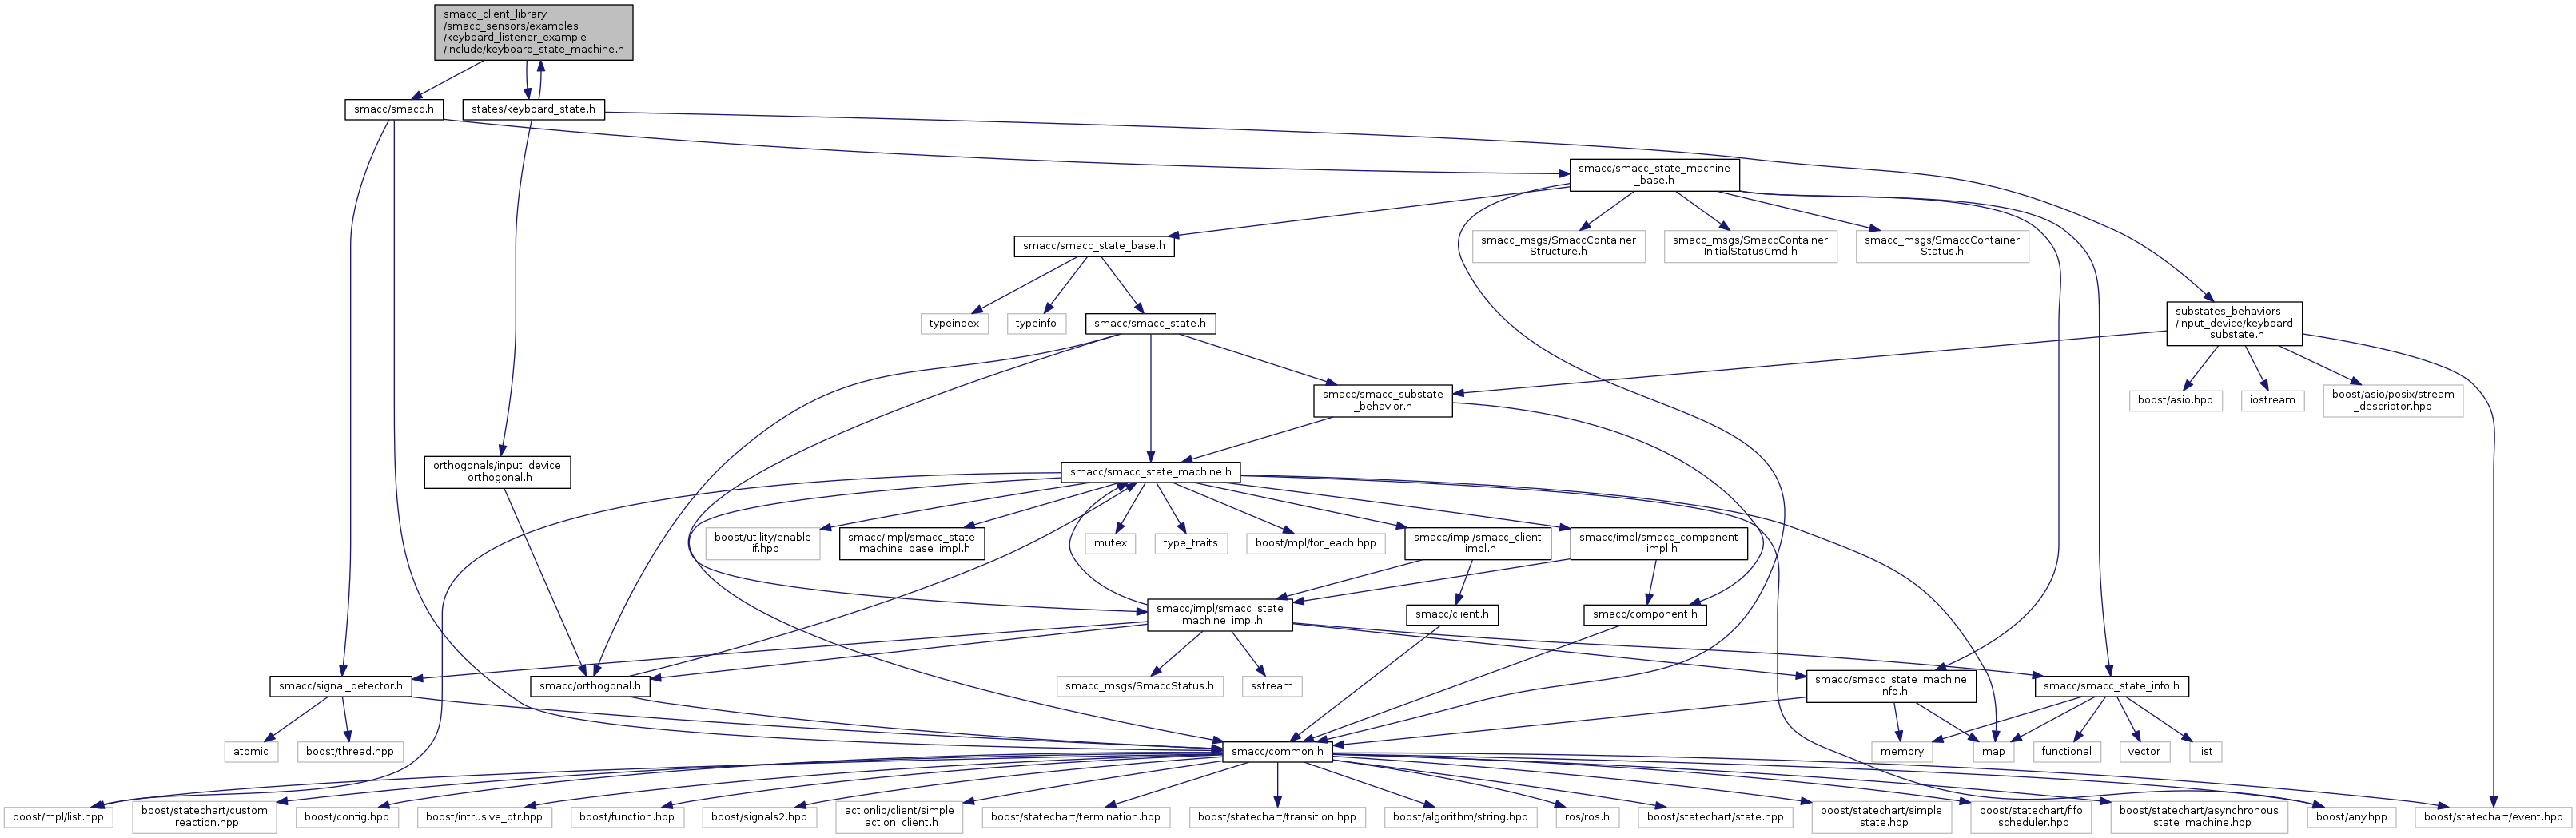 smacc_client_library
/smacc_sensors/examples
/keyboard_listener_example
/include/keyboard_state_machine.h
smacc/smacc.h
states/keyboard_state.h
smacc/smacc_state_machine
_base.h
smacc/smacc_state_base.h
smacc_msgs/SmaccContainer
Structure.h
smacc_msgs/SmaccContainer
InitialStatusCmd.h
smacc_msgs/SmaccContainer
Status.h
typeindex
typeinfo
smacc/smacc_state.h
substates_behaviors
/input_device/keyboard
_substate.h
smacc/smacc_substate
_behavior.h
boost/asio.hpp
iostream
boost/asio/posix/stream
_descriptor.hpp
orthogonals/input_device
_orthogonal.h
smacc/smacc_state_machine.h
boost/utility/enable
_if.hpp
smacc/impl/smacc_state
_machine_base_impl.h
mutex
type_traits
boost/mpl/for_each.hpp
smacc/impl/smacc_client
_impl.h
smacc/impl/smacc_component
_impl.h
smacc/impl/smacc_state
_machine_impl.h
smacc/client.h
smacc/component.h
smacc/signal_detector.h
smacc/orthogonal.h
smacc_msgs/SmaccStatus.h
sstream
smacc/smacc_state_machine
_info.h
smacc/smacc_state_info.h
atomic
boost/thread.hpp
smacc/common.h
memory
map
functional
vector
list
boost/mpl/list.hpp
boost/statechart/custom
_reaction.hpp
boost/config.hpp
boost/intrusive_ptr.hpp
boost/function.hpp
boost/signals2.hpp
actionlib/client/simple
_action_client.h
boost/statechart/termination.hpp
boost/statechart/transition.hpp
boost/algorithm/string.hpp
ros/ros.h
boost/statechart/state.hpp
boost/statechart/simple
_state.hpp
boost/statechart/fifo
_scheduler.hpp
boost/statechart/asynchronous
_state_machine.hpp
boost/any.hpp
boost/statechart/event.hpp